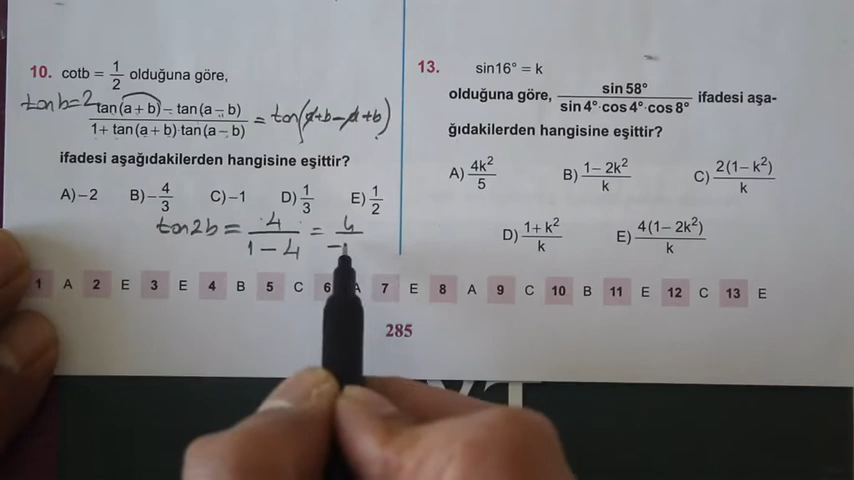 10. cotb = 1/2 olduğuna göre,
tanb=2
tan(a + b) – tan(a – b) / 1 + tan(a + b)·tan(a – b) = tan(a+b-a+b)
ifadesi aşağıdakilerden hangisine eşittir?
A) –2 B) –4/3 C) –1 D) 1/3 E) 1/2
tan2b = 4/1-4 = 4/-
13. sin16° = k
olduğuna göre, sin 58° / sin 4°·cos 4°·cos 8° ifadesi aşa-
ğıdakilerden hangisine eşittir?
A) 4k²/5 B) 1– 2k²/k C) 2(1– k²)/k
D) 1+ k²/k E) 4(1– 2k²)/k
1 A 2 E 3 E 4 B 5 C 6 A 7 E 8 A 9 C 10 B 11 E 12 C 13 E
285